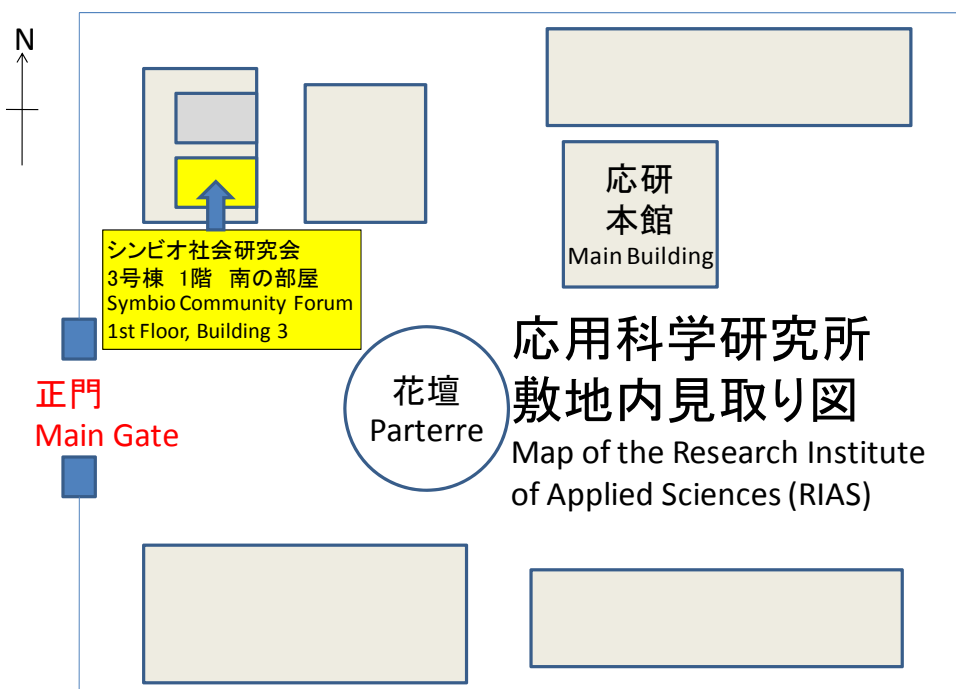 N
応研
本館
Main Building
シンビオ社会研究会
3号棟 1階 南の部屋
Symbio Community Forum
1st Floor, Building 3
正門
Main Gate
花壇
Parterre
応用科学研究所
敷地内見取り図
Map of the Research Institute
of Applied Sciences (RIAS)